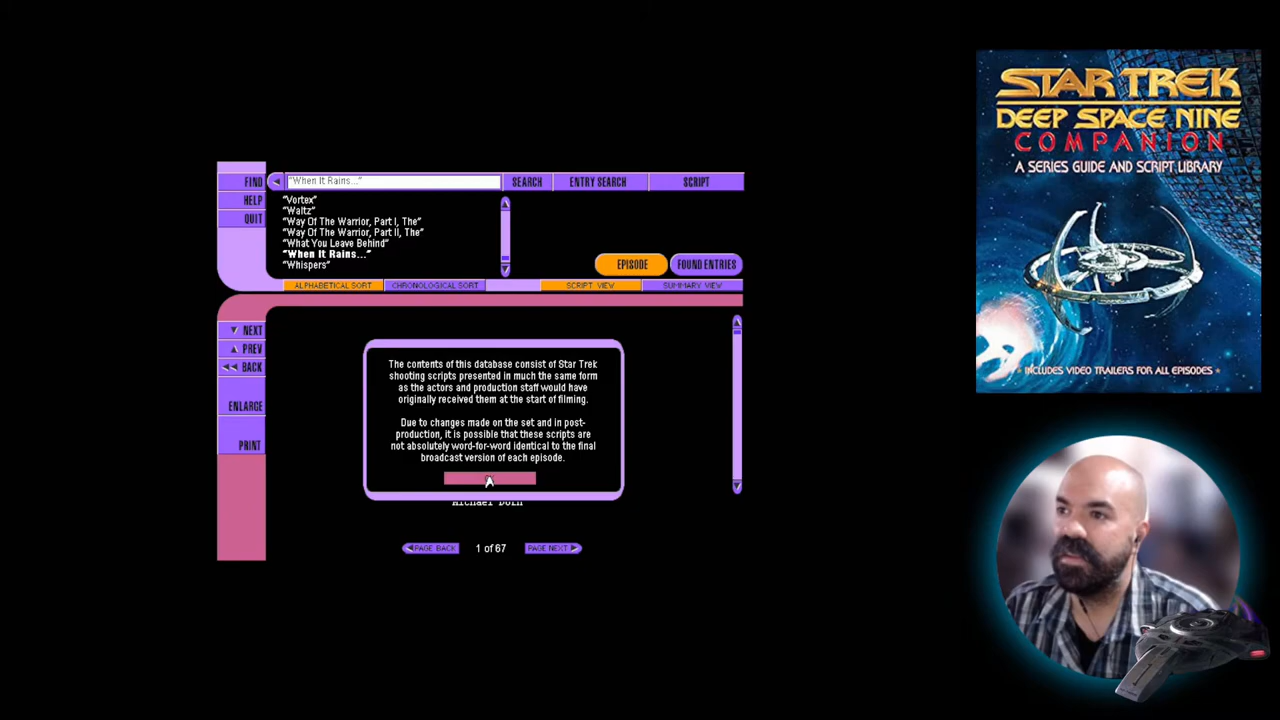 FIND
"When It Rains..."
SEARCH
ENTRY SEARCH
SCRIPT
HELP
QUIT
"Vortex"
"Waltz"
"Way Of The Warrior, Part I, The"
"Way Of The Warrior, Part II, The"
"What You Leave Behind"
"When It Rains..."
"Whispers"
EPISODE
FOUND ENTRIES
ALPHABETICAL SORT
CHRONOLOGICAL SORT
SCRIPT VIEW
SUMMARY VIEW
NEXT
PREV
BACK
ENLARGE
PRINT
The contents of this database consist of Star Trek
shooting scripts presented in much the same form
as the actors and production staff would have
originally received them at the start of filming.
Due to changes made on the set and in post-
production, it is possible that these scripts are
not absolutely word-for-word identical to the final
broadcast version of each episode.
Michael Dorn
PAGE BACK
1 of 67
PAGE NEXT
STAR TREK
DEEP SPACE NINE
COMPANION
A SERIES GUIDE AND SCRIPT LIBRARY
INCLUDES VIDEO TRAILERS FOR ALL EPISODES